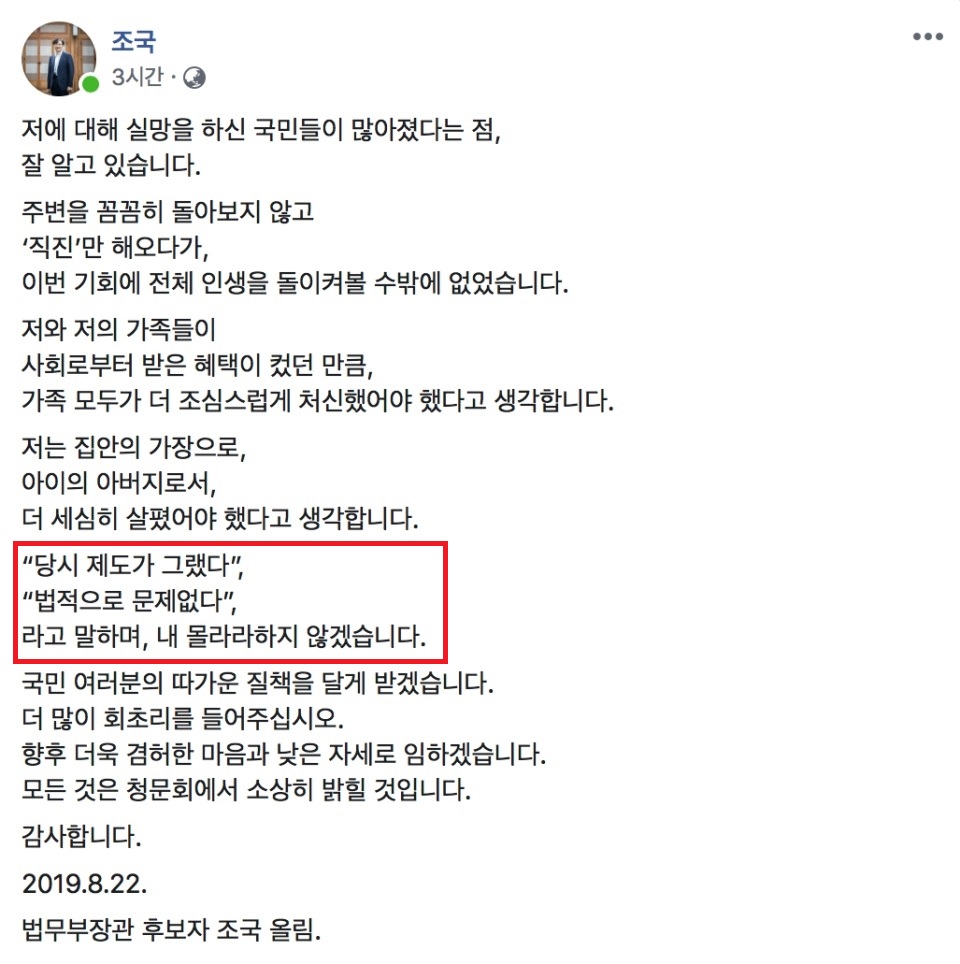 조국
3시간 ·
저에 대해 실망을 하신 국민들이 많아졌다는 점,
잘 알고 있습니다.
주변을 꼼꼼히 돌아보지 않고
‘직진’만 해오다가,
이번 기회에 전체 인생을 돌이켜볼 수밖에 없었습니다.
저와 저의 가족들이
사회로부터 받은 혜택이 컸던 만큼,
가족 모두가 더 조심스럽게 처신했어야 했다고 생각합니다.
저는 집안의 가장으로,
아이의 아버지로서,
더 세심히 살폈어야 했다고 생각합니다.
“당시 제도가 그랬다”,
“법적으로 문제없다”,
라고 말하며, 내 몰라라하지 않겠습니다.
국민 여러분의 따가운 질책을 달게 받겠습니다.
더 많이 회초리를 들어주십시오.
향후 더욱 겸허한 마음과 낮은 자세로 임하겠습니다.
모든 것은 청문회에서 소상히 밝힐 것입니다.
감사합니다.
2019.8.22.
법무부장관 후보자 조국 올림.